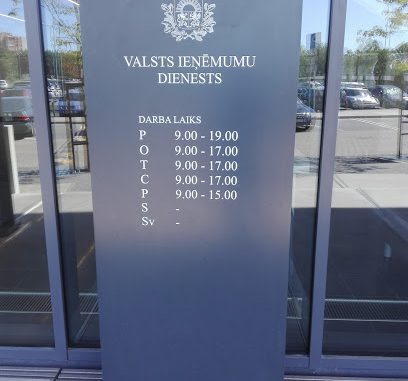 VALSTS IEŅĒMUMU
DIENESTS
DARBA LAIKS
P 9.00 - 19.00
O 9.00 - 17.00
T 9.00 - 17.00
C 9.00 - 17.00
P 9.00 - 15.00
S -
Sv -